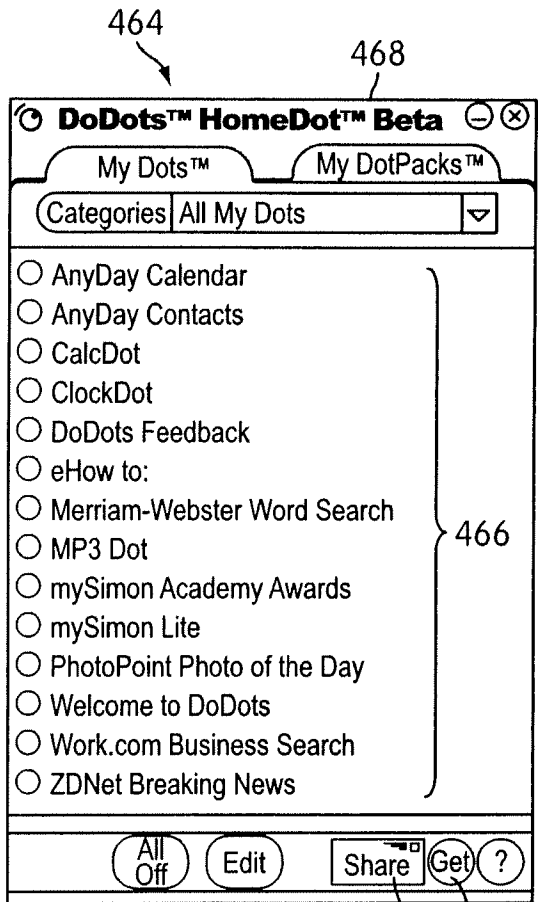 464
468
DoDots™ HomeDot™ Beta
My Dots™ My DotPacks™
Categories All My Dots
AnyDay Calendar
AnyDay Contacts
CalcDot
ClockDot
DoDots Feedback
eHow to:
Merriam-Webster Word Search
MP3 Dot
mySimon Academy Awards
mySimon Lite
PhotoPoint Photo of the Day
Welcome to DoDots
Work.com Business Search
ZDNet Breaking News
466
All Off Edit Share Get ?